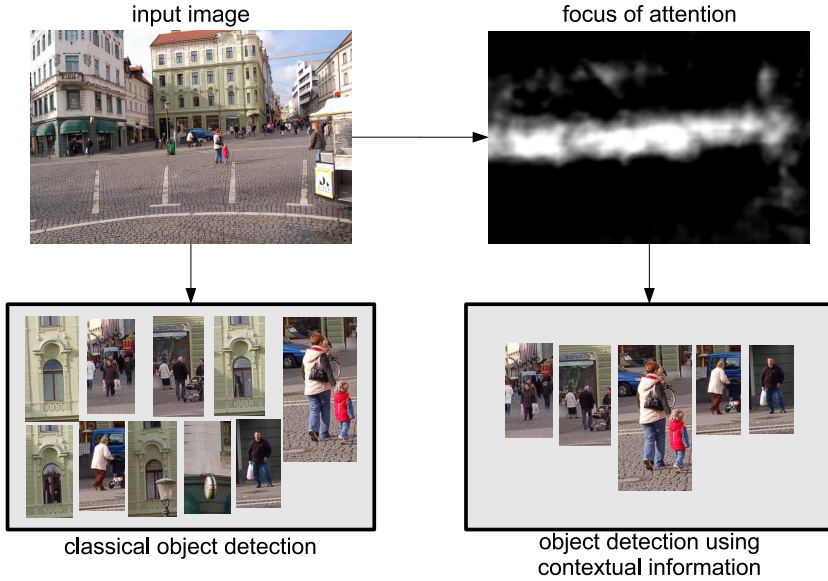 input image
focus of attention
classical object detection
object detection using
contextual information